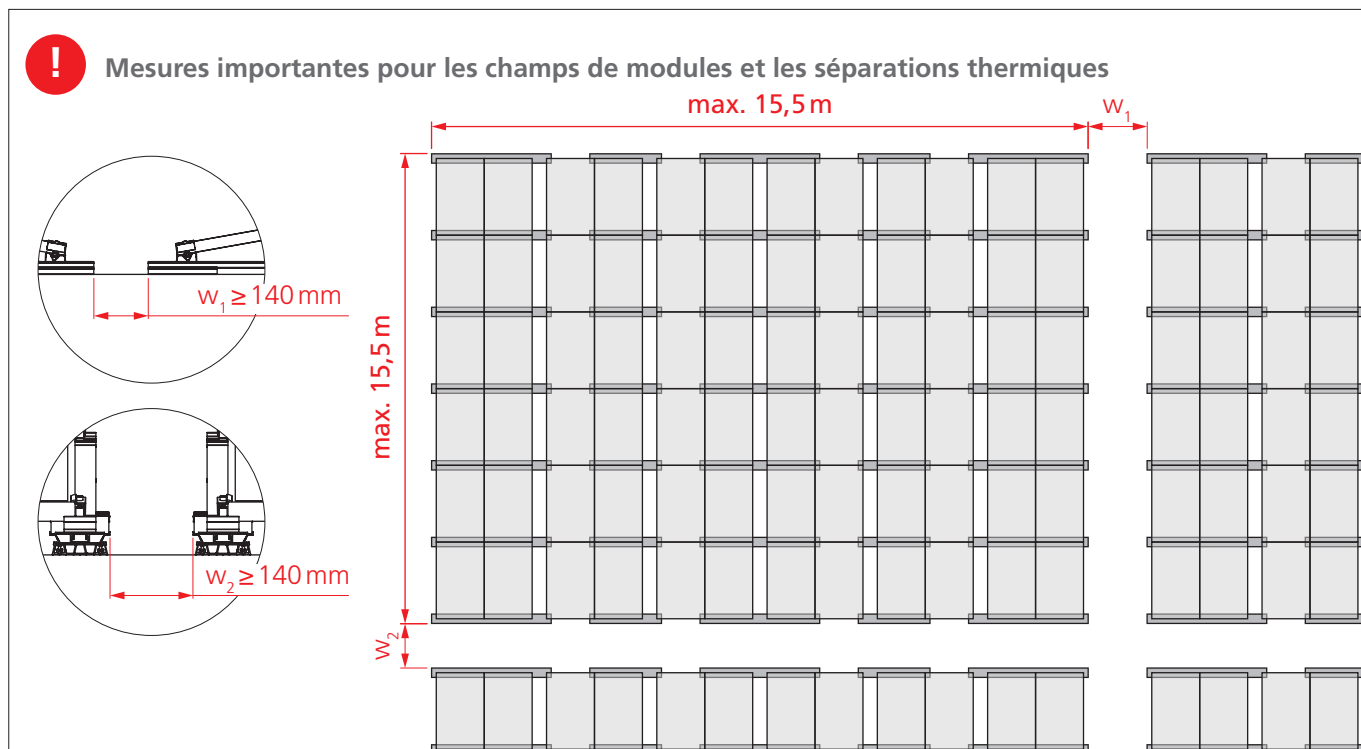 !
Mesures importantes pour les champs de modules et les séparations thermiques
max. 15,5 m
w₁
w₁ ≥ 140 mm
max. 15,5 m
w₂ ≥ 140 mm
w₂